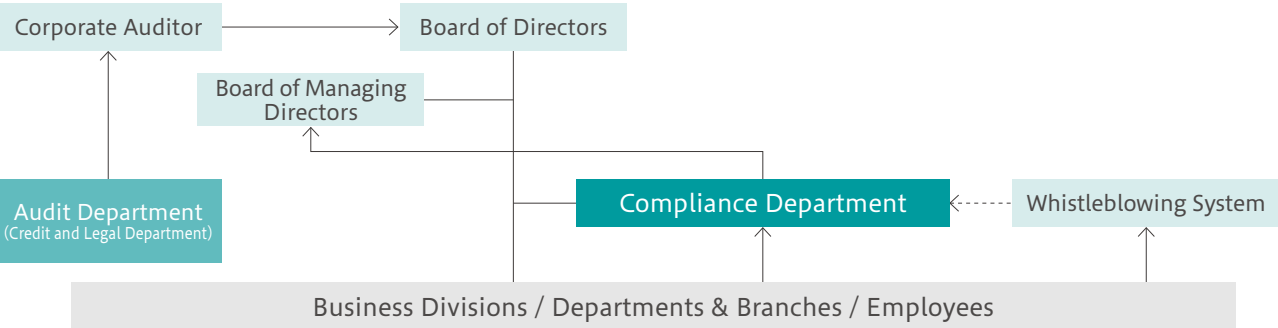 Corporate Auditor
Board of Directors
Board of Managing
Directors
Audit Department
(Credit and Legal Department)
Compliance Department
Whistleblowing System
Business Divisions / Departments & Branches / Employees